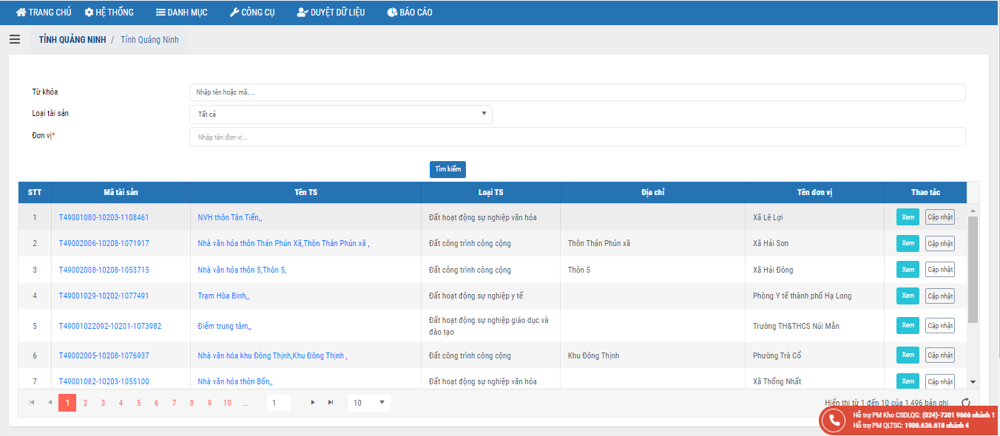 TRANG CHỦ HỆ THỐNG DANH MỤC CÔNG CỤ DUYỆT DỮ LIỆU BÁO CÁO
TỈNH QUẢNG NINH / Tỉnh Quảng Ninh
Từ khóa Nhập tên hoặc mã....
Loại tài sản Tất cả
Đơn vị* Nhập tên đơn vị...
Tìm kiếm
STT Mã tài sản Tên TS Loại TS Địa chỉ Tên đơn vị Thao tác
1 T49001080-10203-1108461 NVH thôn Tân Tiến,, Đất hoạt động sự nghiệp văn hóa Xã Lê Lợi Xem Cập nhật
2 T49002006-10208-1071917 Nhà văn hóa thôn Thán Phún Xã,Thôn Thán Phún xã , Đất công trình công cộng Thôn Thán Phún xã Xã Hải Sơn Xem Cập nhật
3 T49002008-10208-1053715 Nhà văn hóa thôn 5,Thôn 5, Đất công trình công cộng Thôn 5 Xã Hải Đông Xem Cập nhật
4 T49001029-10202-1077491 Trạm Hòa Bình,, Đất hoạt động sự nghiệp y tế Phòng Y tế thành phố Hạ Long Xem Cập nhật
5 T49001022092-10201-1073982 Điểm trung tâm,, Đất hoạt động sự nghiệp giáo dục và
đào tạo Trường TH&THCS Núi Mằn Xem Cập nhật
6 T49002005-10208-1076937 Nhà văn hóa khu Đông Thịnh,Khu Đông Thịnh , Đất công trình công cộng Khu Đông Thịnh Phường Trà Cổ Xem Cập nhật
7 T49001082-10203-1055100 Nhà văn hóa thôn Bốn,, Đất hoạt động sự nghiệp văn hóa Xã Thống Nhất Xem Cập nhật
1 2 3 4 5 6 7 8 9 10 ... 1 10 Hiển thị từ 1 đến 10 của 1.496 bản ghi
Hỗ trợ PM Kho CSDLQG: (024)-7301 9666 nhánh 1
Hỗ trợ PM QLTSC: 1900.636.618 nhánh 4